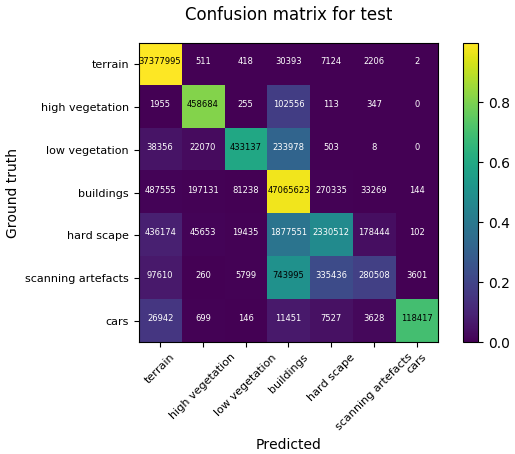 Confusion matrix for test
Ground truth
terrain 37377995 511 418 30393 7124 2206 2
high vegetation 1955 458684 255 102556 113 347 0
low vegetation 38356 22070 433137 233978 503 8 0
buildings 487555 197131 81238 47065623 270335 33269 144
hard scape 436174 45653 19435 1877551 2330512 178444 102
scanning artefacts 97610 260 5799 743995 335436 280508 3601
cars 26942 699 146 11451 7527 3628 118417
terrain high vegetation low vegetation buildings hard scape scanning artefacts cars
Predicted
0.8
0.6
0.4
0.2
0.0